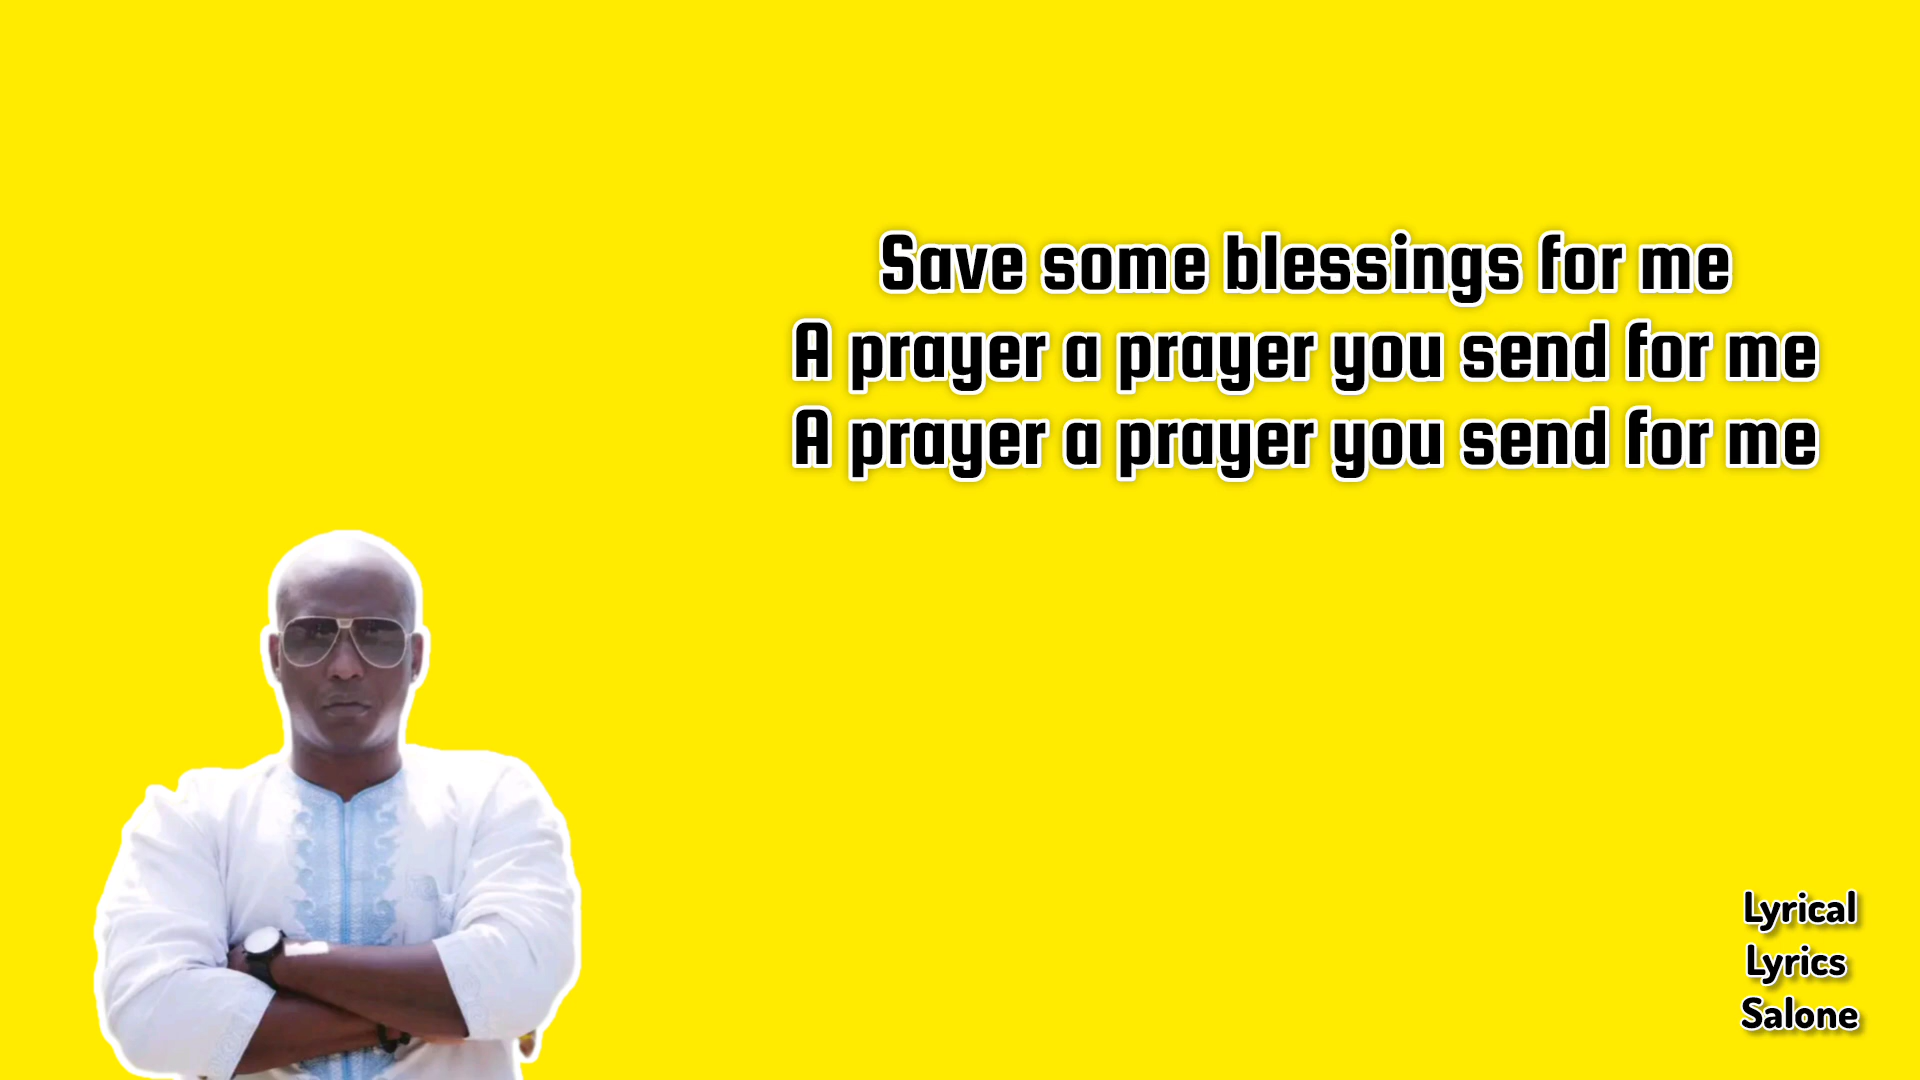 Save some blessings for me
A prayer a prayer you send for me
A prayer a prayer you send for me
Lyrical
Lyrics
Salone